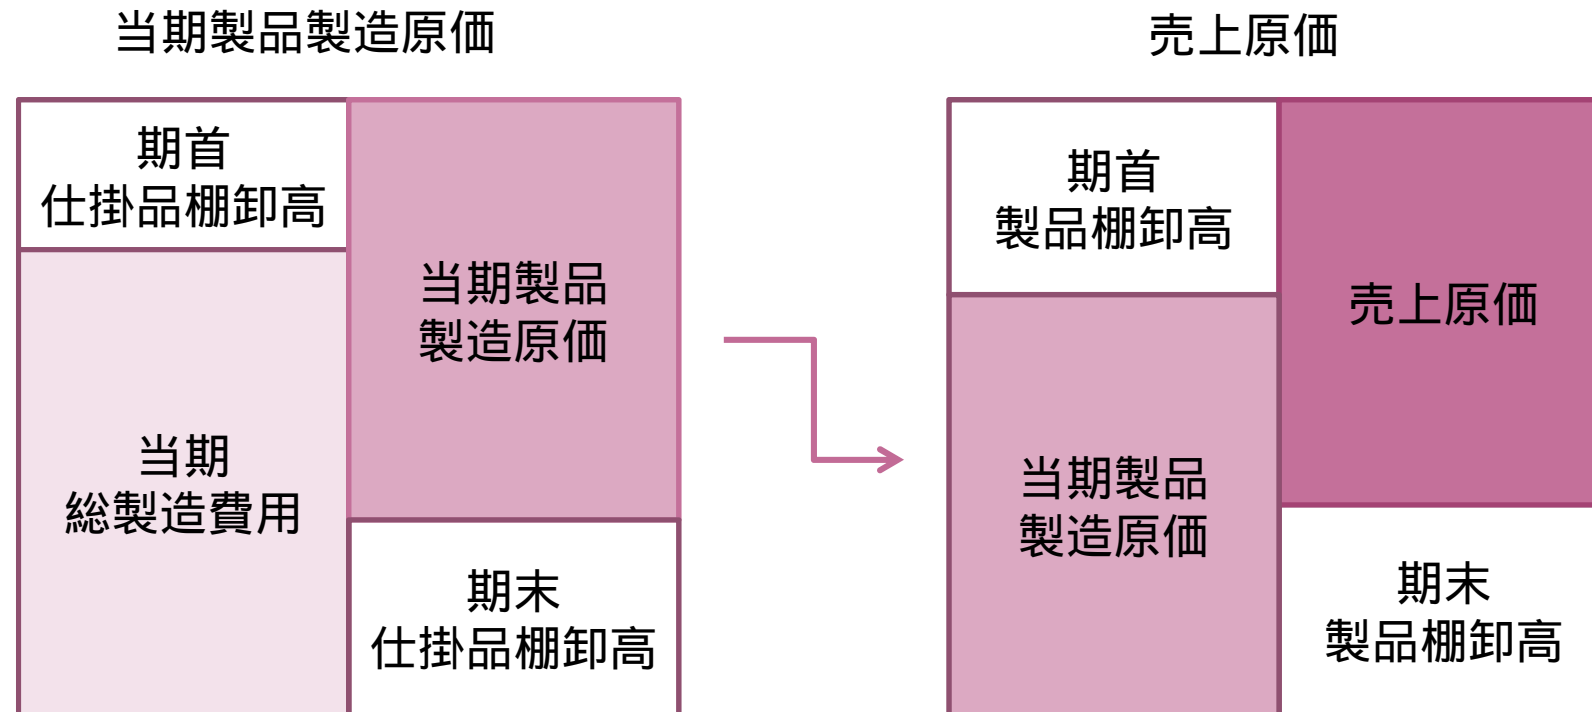 当期製品製造原価
期首
仕掛品棚卸高
当期
総製造費用
当期製品
製造原価
期末
仕掛品棚卸高
売上原価
期首
製品棚卸高
当期製品
製造原価
売上原価
期末
製品棚卸高